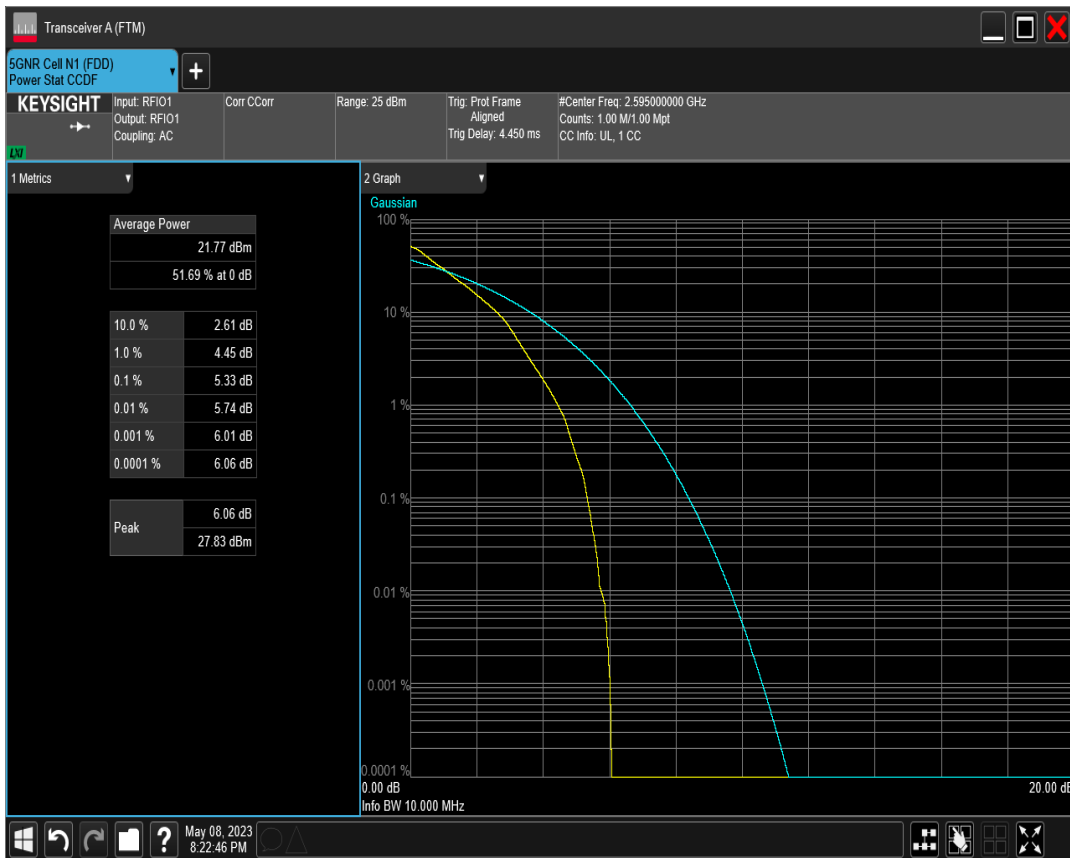 Transceiver A (FTM)
5GNR Cell N1 (FDD)
Power Stat CCDF
KEYSIGHT
LXI
Input: RFIO1
Output: RFIO1
Coupling: AC
Corr CCorr
Range: 25 dBm
Trig: Prot Frame
Aligned
Trig Delay: 4.450 ms
#Center Freq: 2.595000000 GHz
Counts: 1.00 M/1.00 Mpt
CC Info: UL, 1 CC
1 Metrics
Average Power
21.77 dBm
51.69 % at 0 dB
10.0 % 2.61 dB
1.0 % 4.45 dB
0.1 % 5.33 dB
0.01 % 5.74 dB
0.001 % 6.01 dB
0.0001 % 6.06 dB
Peak
6.06 dB
27.83 dBm
2 Graph
Gaussian
100 %
10 %
1 %
0.1 %
0.01 %
0.001 %
0.0001 %
0.00 dB 20.00 dB
Info BW 10.000 MHz
?
May 08, 2023
8:22:46 PM